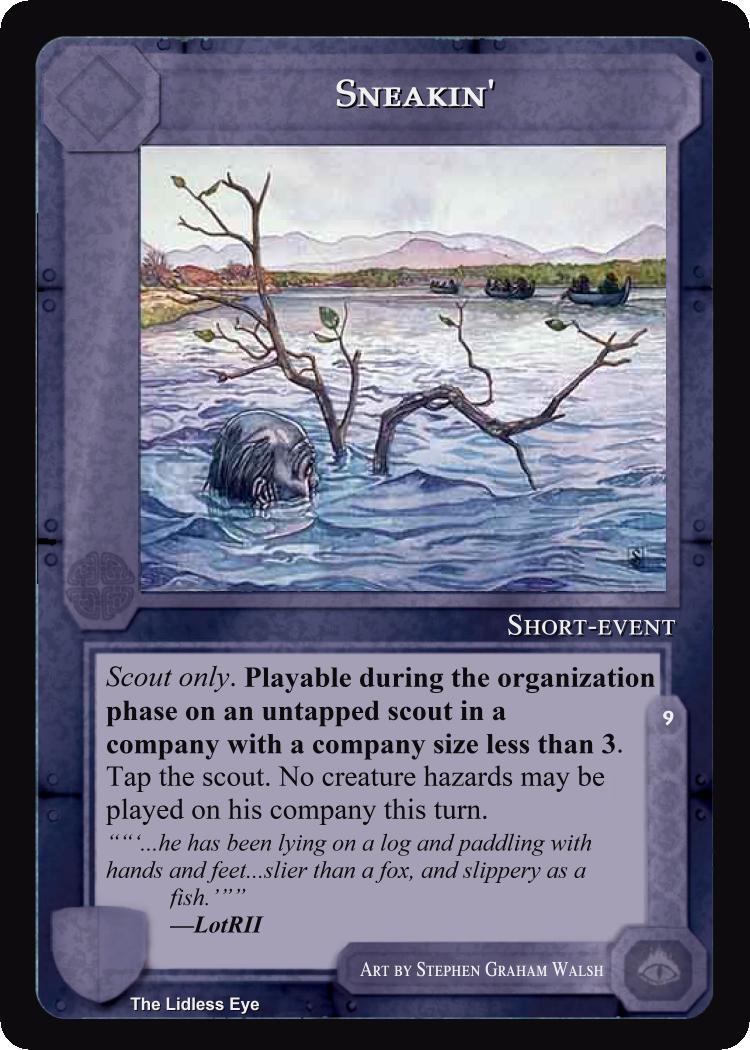 Sneakin'
Short-event
Scout only. Playable during the organization
phase on an untapped scout in a
company with a company size less than 3.
Tap the scout. No creature hazards may be
played on his company this turn.
9
““‘...he has been lying on a log and paddling with
hands and feet...slier than a fox, and slippery as a
fish.’””
—LotRII
Art by Stephen Graham Walsh
The Lidless Eye